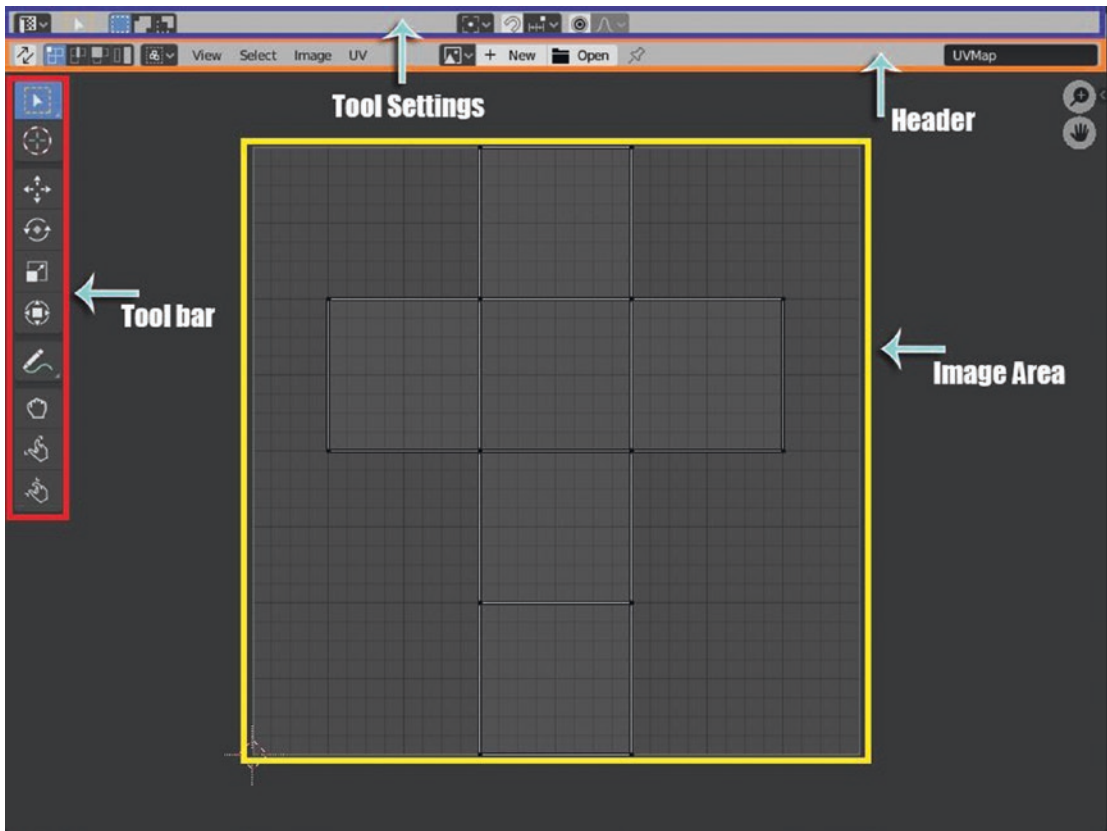 View Select Image UV + New Open UVMap
Tool Settings
Header
Tool bar
Image Area